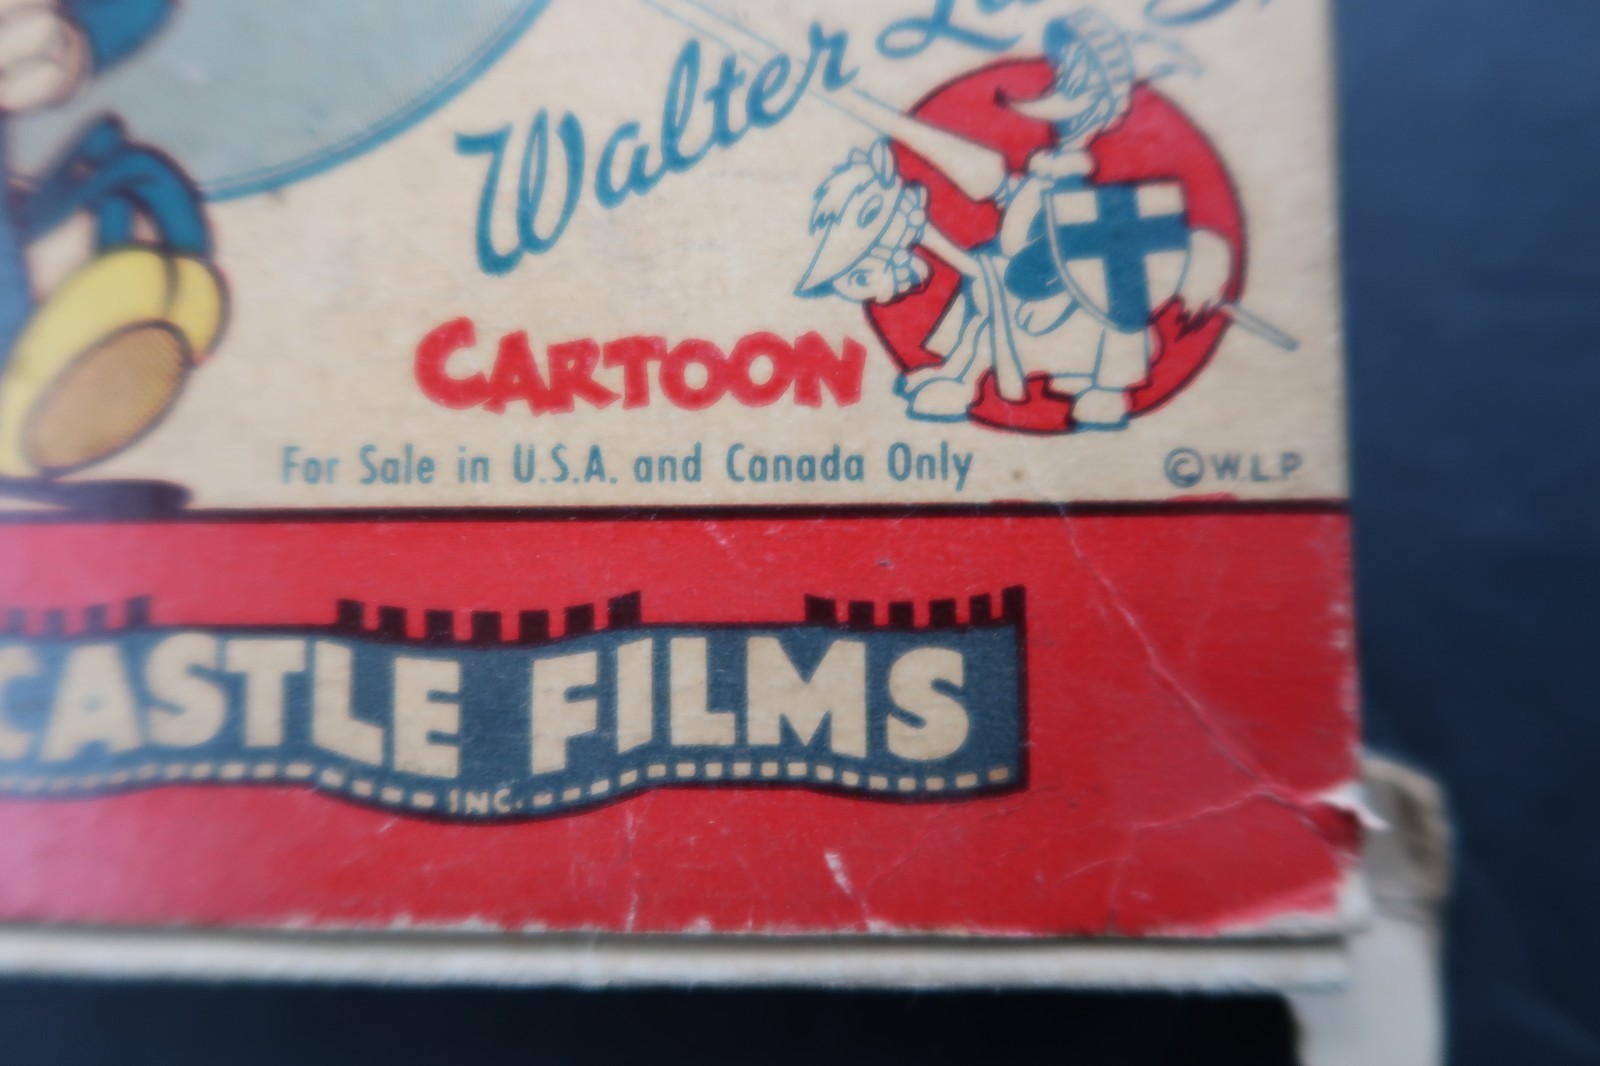 Walter
CARTOON
For Sale in U.S.A. and Canada Only
© W.L.P
CASTLE FILMS
INC.